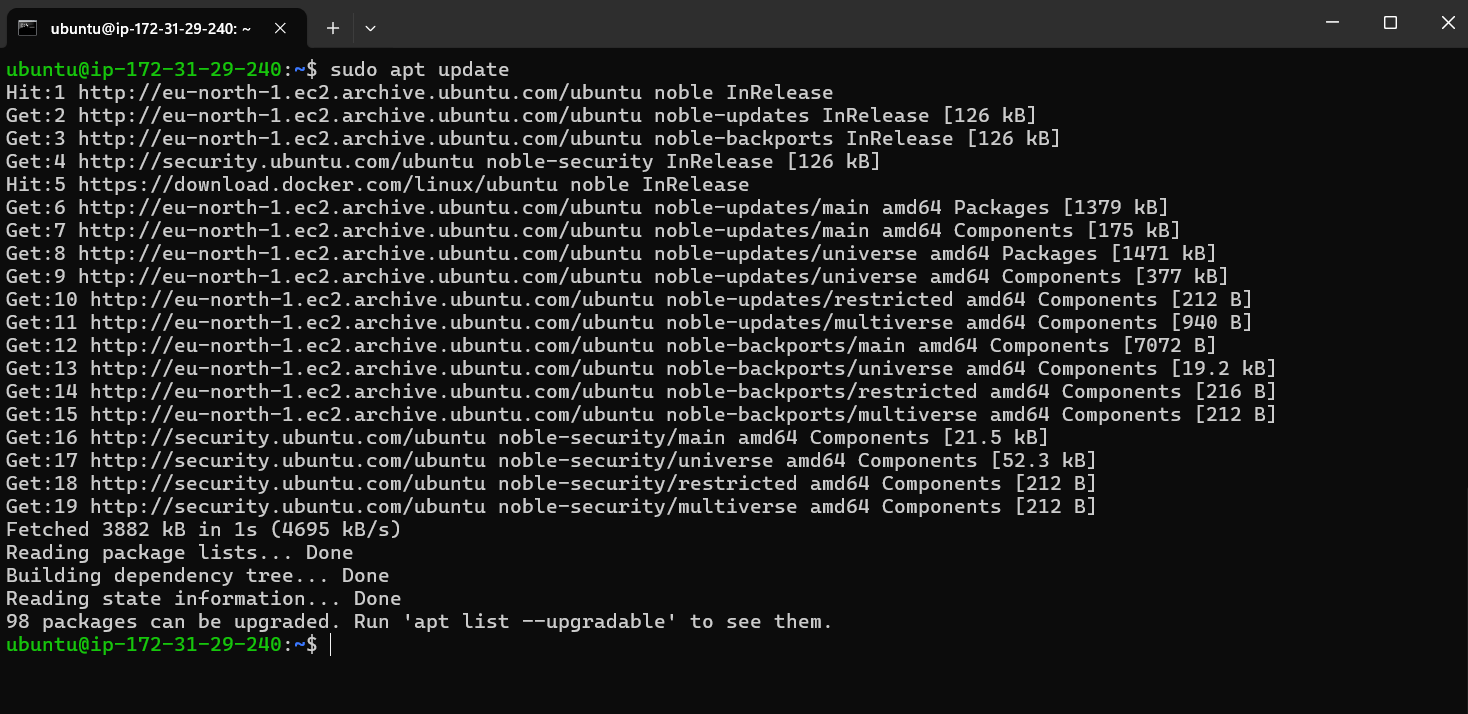 ubuntu@ip-172-31-29-240: ~
ubuntu@ip-172-31-29-240:~$ sudo apt update
Hit:1 http://eu-north-1.ec2.archive.ubuntu.com/ubuntu noble InRelease
Get:2 http://eu-north-1.ec2.archive.ubuntu.com/ubuntu noble-updates InRelease [126 kB]
Get:3 http://eu-north-1.ec2.archive.ubuntu.com/ubuntu noble-backports InRelease [126 kB]
Get:4 http://security.ubuntu.com/ubuntu noble-security InRelease [126 kB]
Hit:5 https://download.docker.com/linux/ubuntu noble InRelease
Get:6 http://eu-north-1.ec2.archive.ubuntu.com/ubuntu noble-updates/main amd64 Packages [1379 kB]
Get:7 http://eu-north-1.ec2.archive.ubuntu.com/ubuntu noble-updates/main amd64 Components [175 kB]
Get:8 http://eu-north-1.ec2.archive.ubuntu.com/ubuntu noble-updates/universe amd64 Packages [1471 kB]
Get:9 http://eu-north-1.ec2.archive.ubuntu.com/ubuntu noble-updates/universe amd64 Components [377 kB]
Get:10 http://eu-north-1.ec2.archive.ubuntu.com/ubuntu noble-updates/restricted amd64 Components [212 B]
Get:11 http://eu-north-1.ec2.archive.ubuntu.com/ubuntu noble-updates/multiverse amd64 Components [940 B]
Get:12 http://eu-north-1.ec2.archive.ubuntu.com/ubuntu noble-backports/main amd64 Components [7072 B]
Get:13 http://eu-north-1.ec2.archive.ubuntu.com/ubuntu noble-backports/universe amd64 Components [19.2 kB]
Get:14 http://eu-north-1.ec2.archive.ubuntu.com/ubuntu noble-backports/restricted amd64 Components [216 B]
Get:15 http://eu-north-1.ec2.archive.ubuntu.com/ubuntu noble-backports/multiverse amd64 Components [212 B]
Get:16 http://security.ubuntu.com/ubuntu noble-security/main amd64 Components [21.5 kB]
Get:17 http://security.ubuntu.com/ubuntu noble-security/universe amd64 Components [52.3 kB]
Get:18 http://security.ubuntu.com/ubuntu noble-security/restricted amd64 Components [212 B]
Get:19 http://security.ubuntu.com/ubuntu noble-security/multiverse amd64 Components [212 B]
Fetched 3882 kB in 1s (4695 kB/s)
Reading package lists... Done
Building dependency tree... Done
Reading state information... Done
98 packages can be upgraded. Run 'apt list --upgradable' to see them.
ubuntu@ip-172-31-29-240:~$